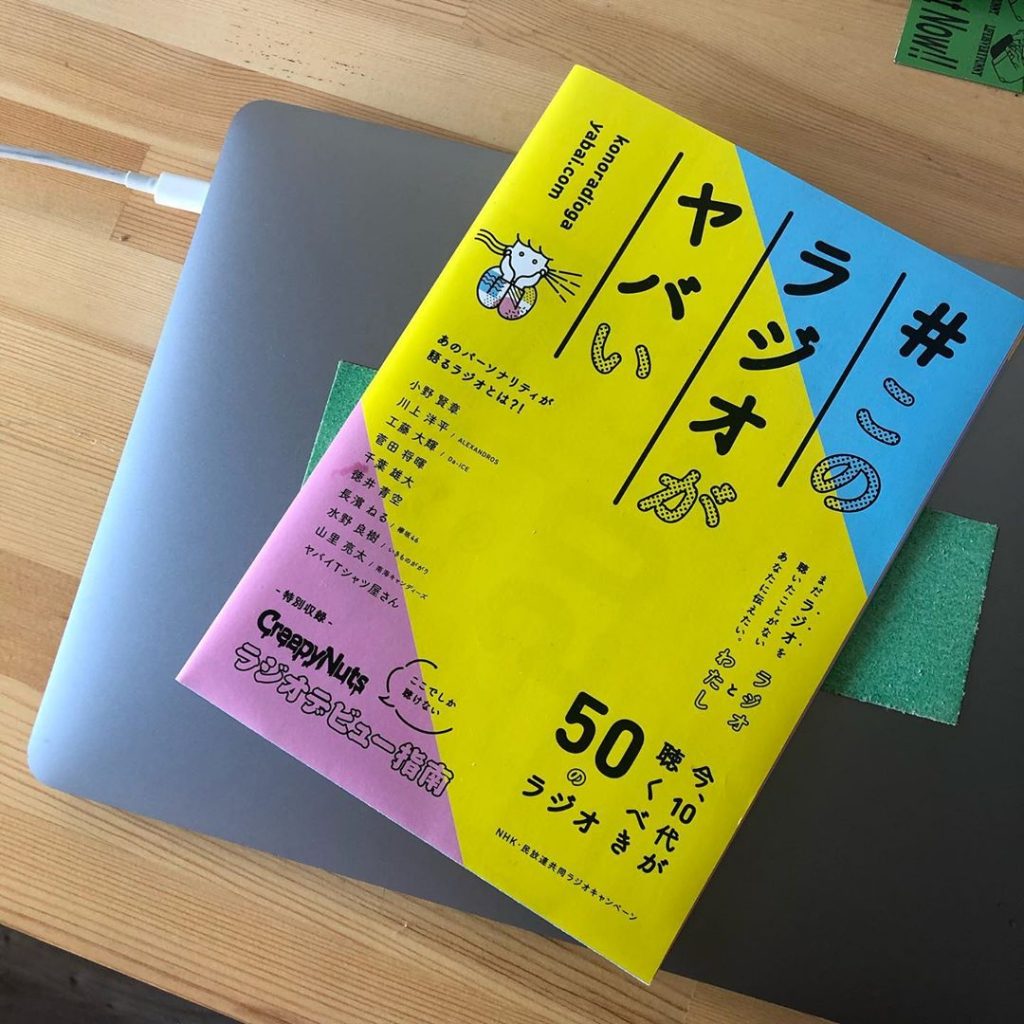 #この
ラジオが
ヤバい
konoradioga
yabai.com
あのパーソナリティが
語るラジオとは?!
小野 賢章
川上 洋平 / ALEXANDROS
工藤 大輝 / Da-iCE
菅田 将暉
千葉 雄大
徳井 青空
長濱 ねる / 欅坂46
水野 良樹 / いきものがかり
山里 亮太 / 南海キャンディーズ
ヤバイTシャツ屋さん
- 特別収録 -
CreepyNuts
ラジオデビュー指南
ここでしか
聴けない
まだラジオを
聴いたことがない
あなたに伝えたい。
ラジオ
と
わたし
今、10代が
聴くべき
50の
ラジオ
NHK・民放連共同ラジオキャンペーン
Now!!